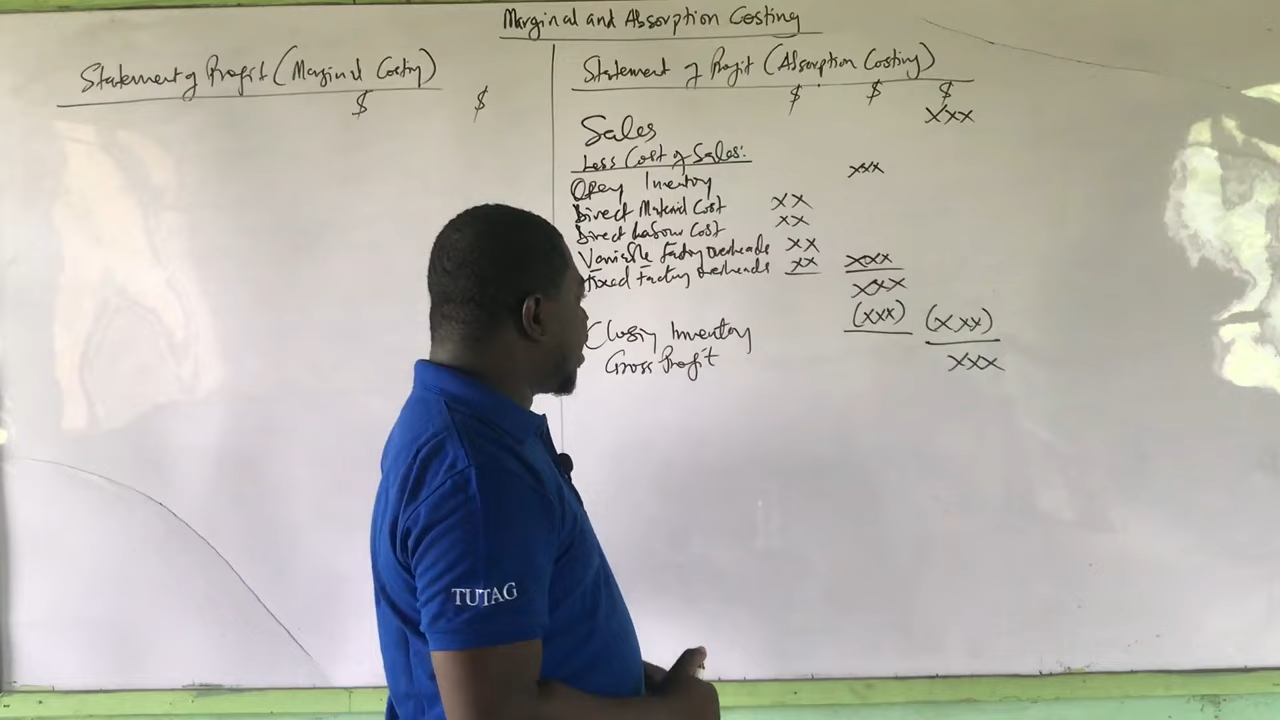 Marginal and Absorption Costing
Statement of Profit (Marginal Costing)
$ $
Statement of Profit (Absorption Costing)
$ $ $
Sales XXX
Less Cost of Sales:
Opening Inventory XXX
Direct Material Cost XX
Direct Labour Cost XX
Variable Factory overheads XX
Fixed Factory overheads XX XXX
XXX
Closing Inventory (XXX) (XXX)
Gross Profit XXX
TUTAG